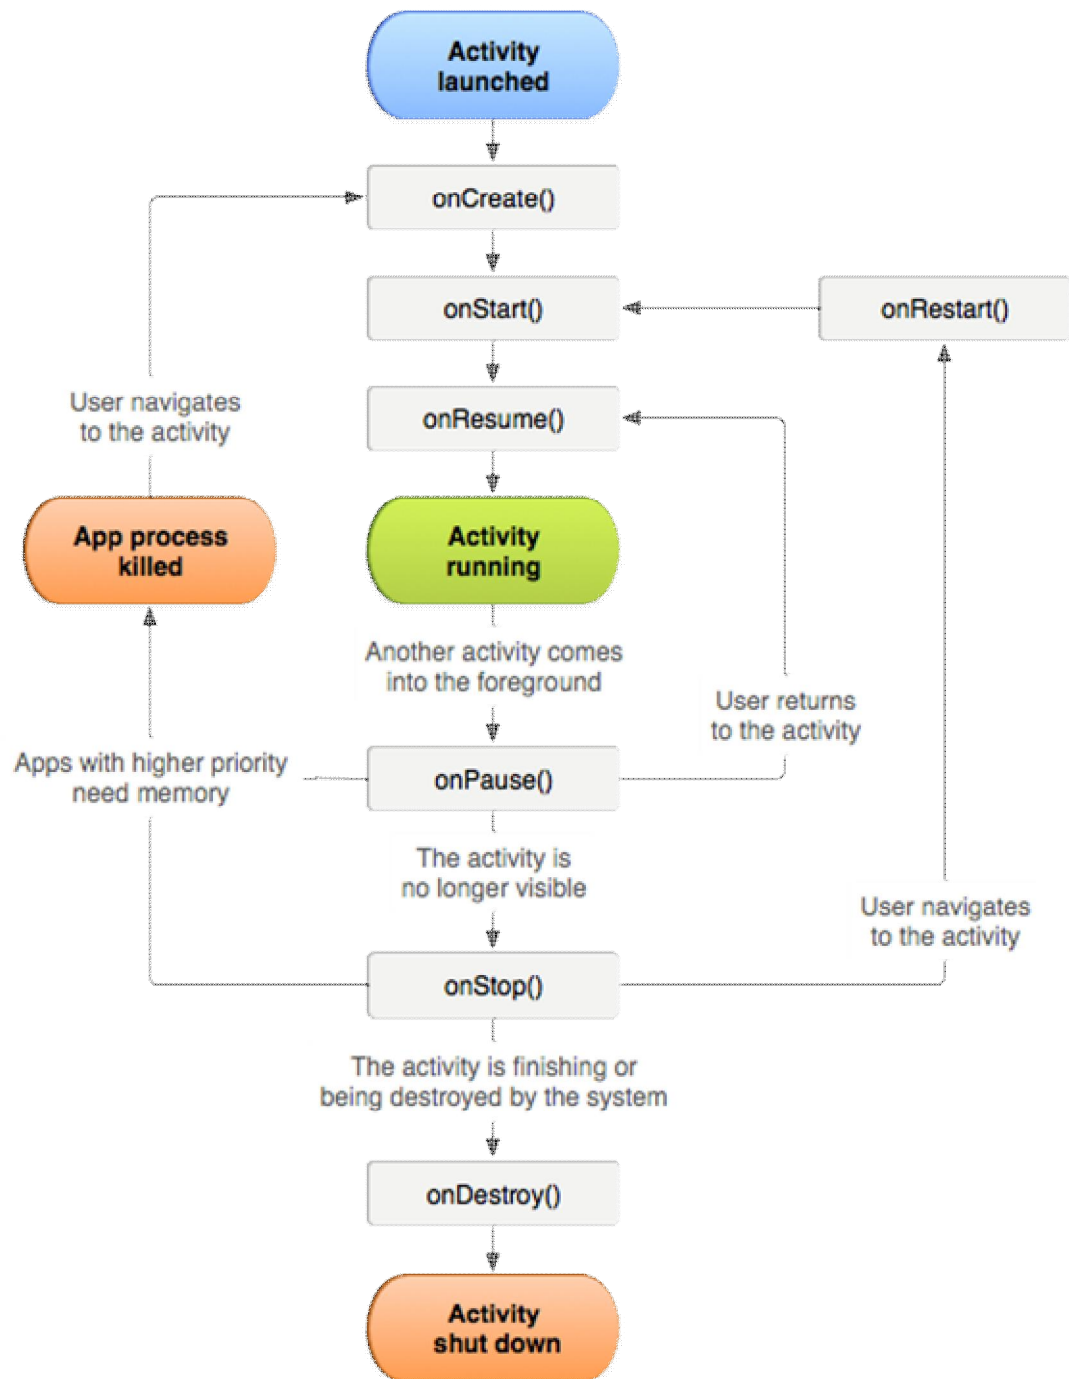 Activity
launched
onCreate()
onStart()
onRestart()
User navigates
to the activity
onResume()
App process
killed
Activity
running
Another activity comes
into the foreground
User returns
to the activity
Apps with higher priority
need memory
onPause()
The activity is
no longer visible
User navigates
to the activity
onStop()
The activity is finishing or
being destroyed by the system
onDestroy()
Activity
shut down